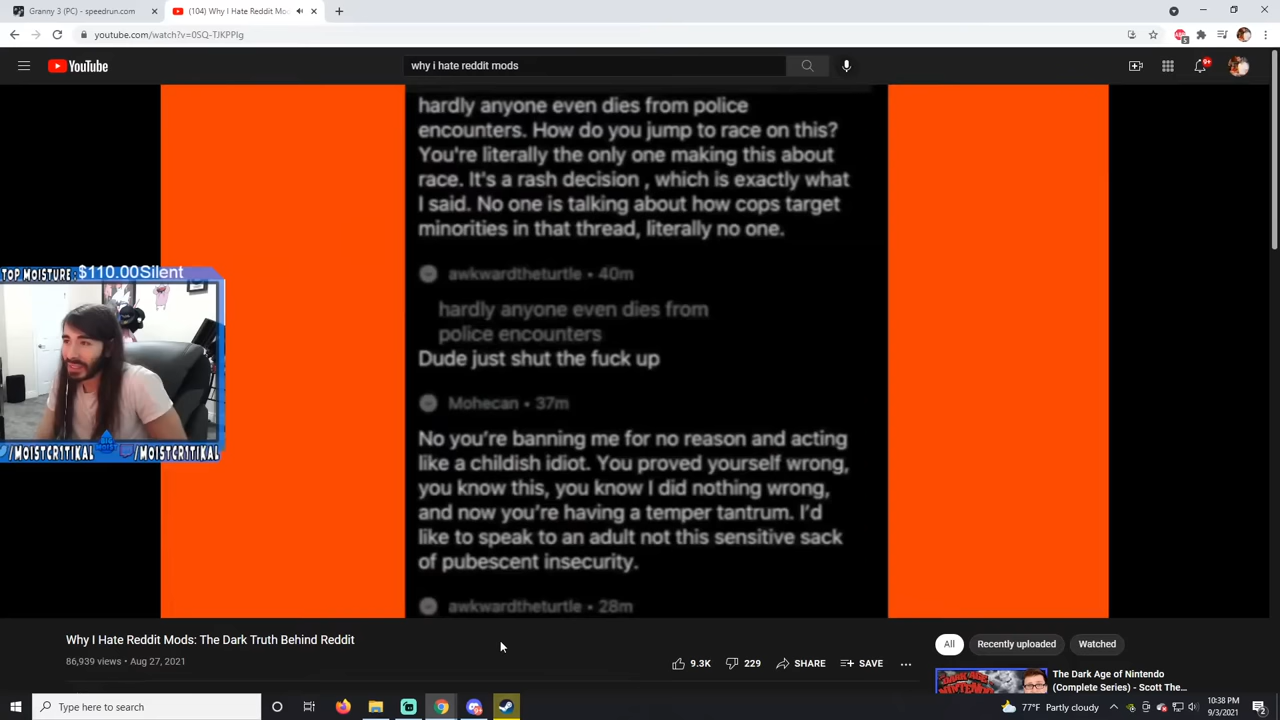 Granny 3 (PC) - speedrun.com
(104) Why I Hate Reddit Mod
youtube.com/watch?v=0SQ-TJKPPIg
YouTube
why i hate reddit mods
9+
hardly anyone even dies from police
encounters. How do you jump to race on this?
You're literally the only one making this about
race. It's a rash decision , which is exactly what
I said. No one is talking about how cops target
minorities in that thread, literally no one.
awkwardtheturtle • 40m
hardly anyone even dies from
police encounters
Dude just shut the fuck up
Mohecan • 37m
No you're banning me for no reason and acting
like a childish idiot. You proved yourself wrong,
you know this, you know I did nothing wrong,
and now you're having a temper tantrum. I'd
like to speak to an adult not this sensitive sack
of pubescent insecurity.
awkwardtheturtle • 28m
TOP MOISTURE: $110.00Silent
/MOISTCR1TIKAL /MOISTCR1TIKAL
Why I Hate Reddit Mods: The Dark Truth Behind Reddit
86,939 views • Aug 27, 2021
9.3K 229 SHARE SAVE
All Recently uploaded Watched
The Dark Age of Nintendo
(Complete Series) - Scott The...
Type here to search
77°F Partly cloudy
10:38 PM
9/3/2021
2